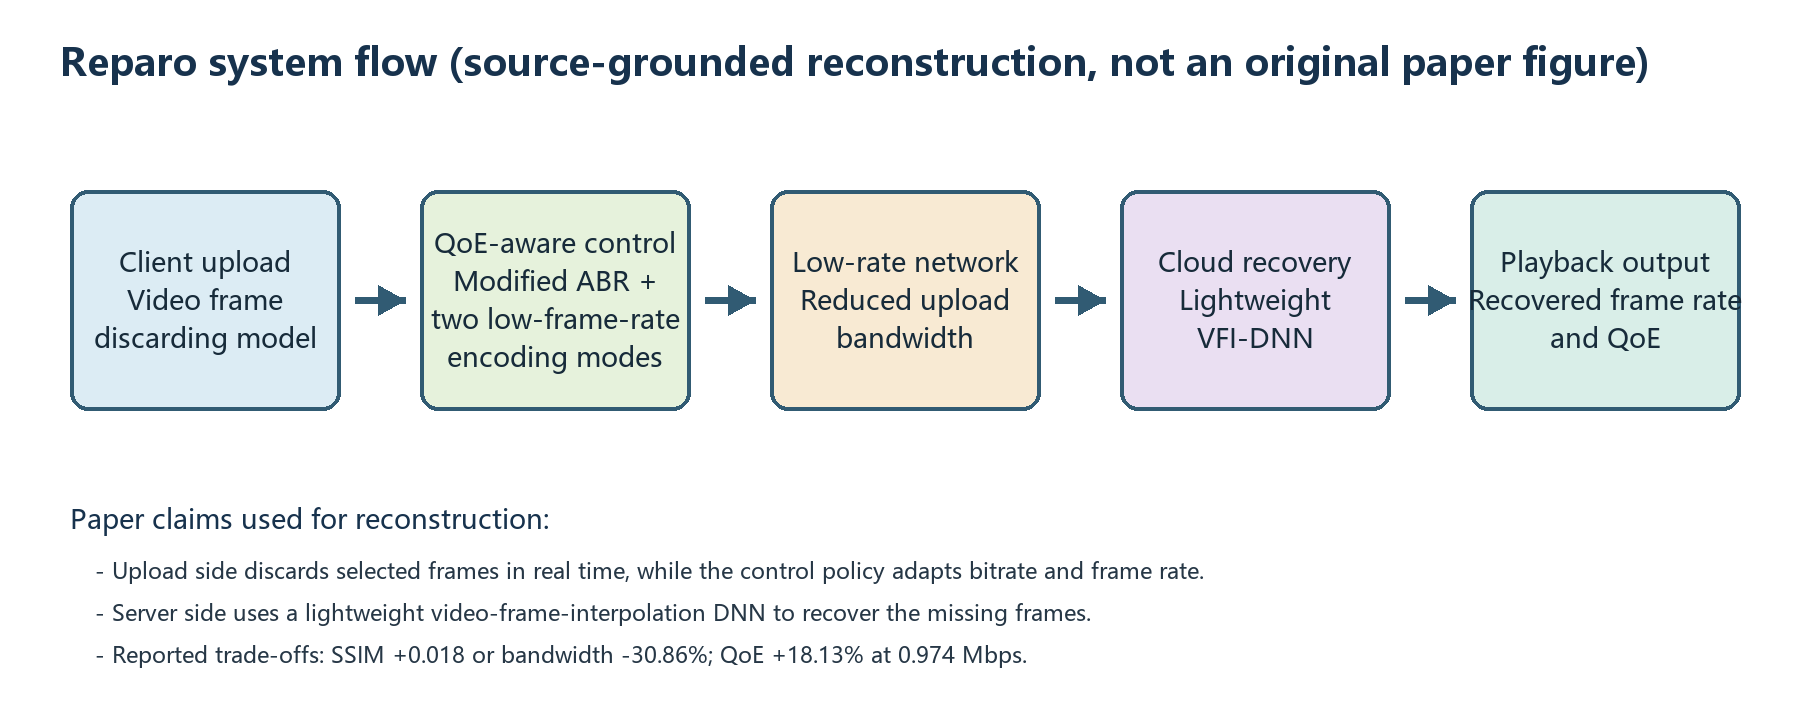 Reparo system flow (source-grounded reconstruction, not an original paper figure)
Client upload
Video frame
discarding model
QoE-aware control
Modified ABR +
two low-frame-rate
encoding modes
Low-rate network
Reduced upload
bandwidth
Cloud recovery
Lightweight
VFI-DNN
Playback output
Recovered frame rate
and QoE
Paper claims used for reconstruction:
- Upload side discards selected frames in real time, while the control policy adapts bitrate and frame rate.
- Server side uses a lightweight video-frame-interpolation DNN to recover the missing frames.
- Reported trade-offs: SSIM +0.018 or bandwidth -30.86%; QoE +18.13% at 0.974 Mbps.